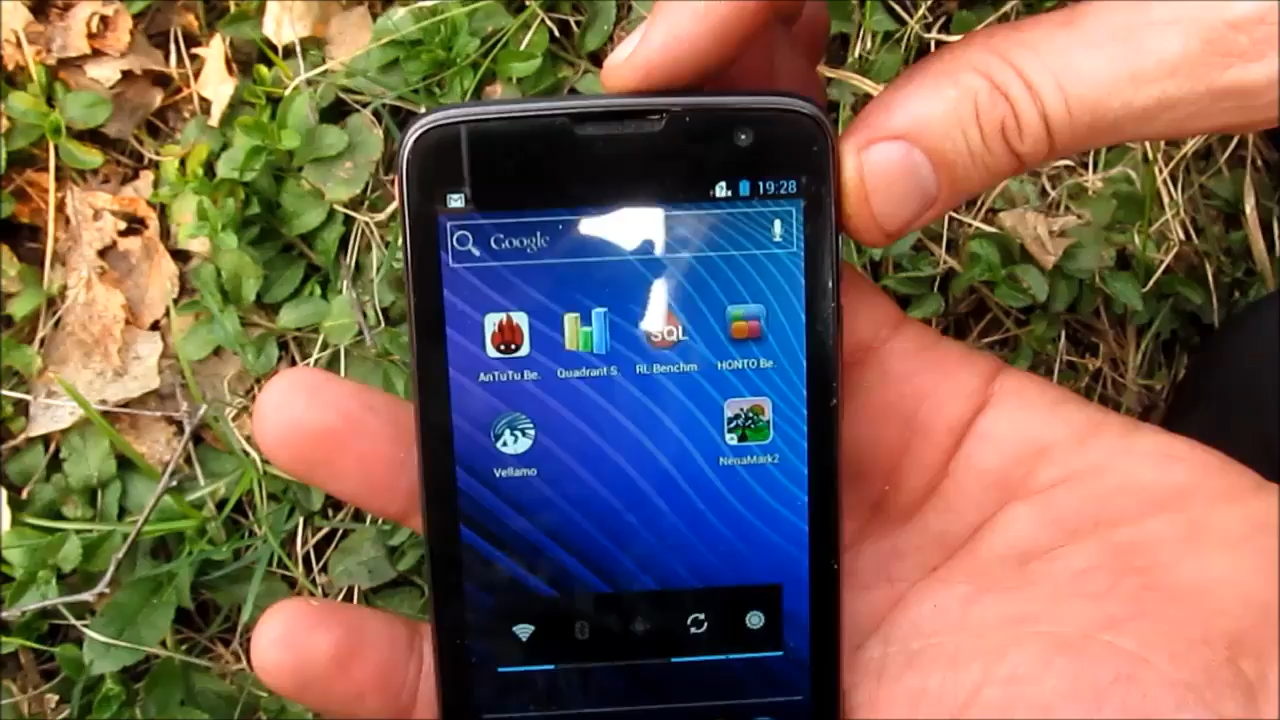 19:28
Google
AnTuTu Be.
Quadrant S.
SQL
RL Benchm.
HONTO Be.
Vellamo
NenaMark2